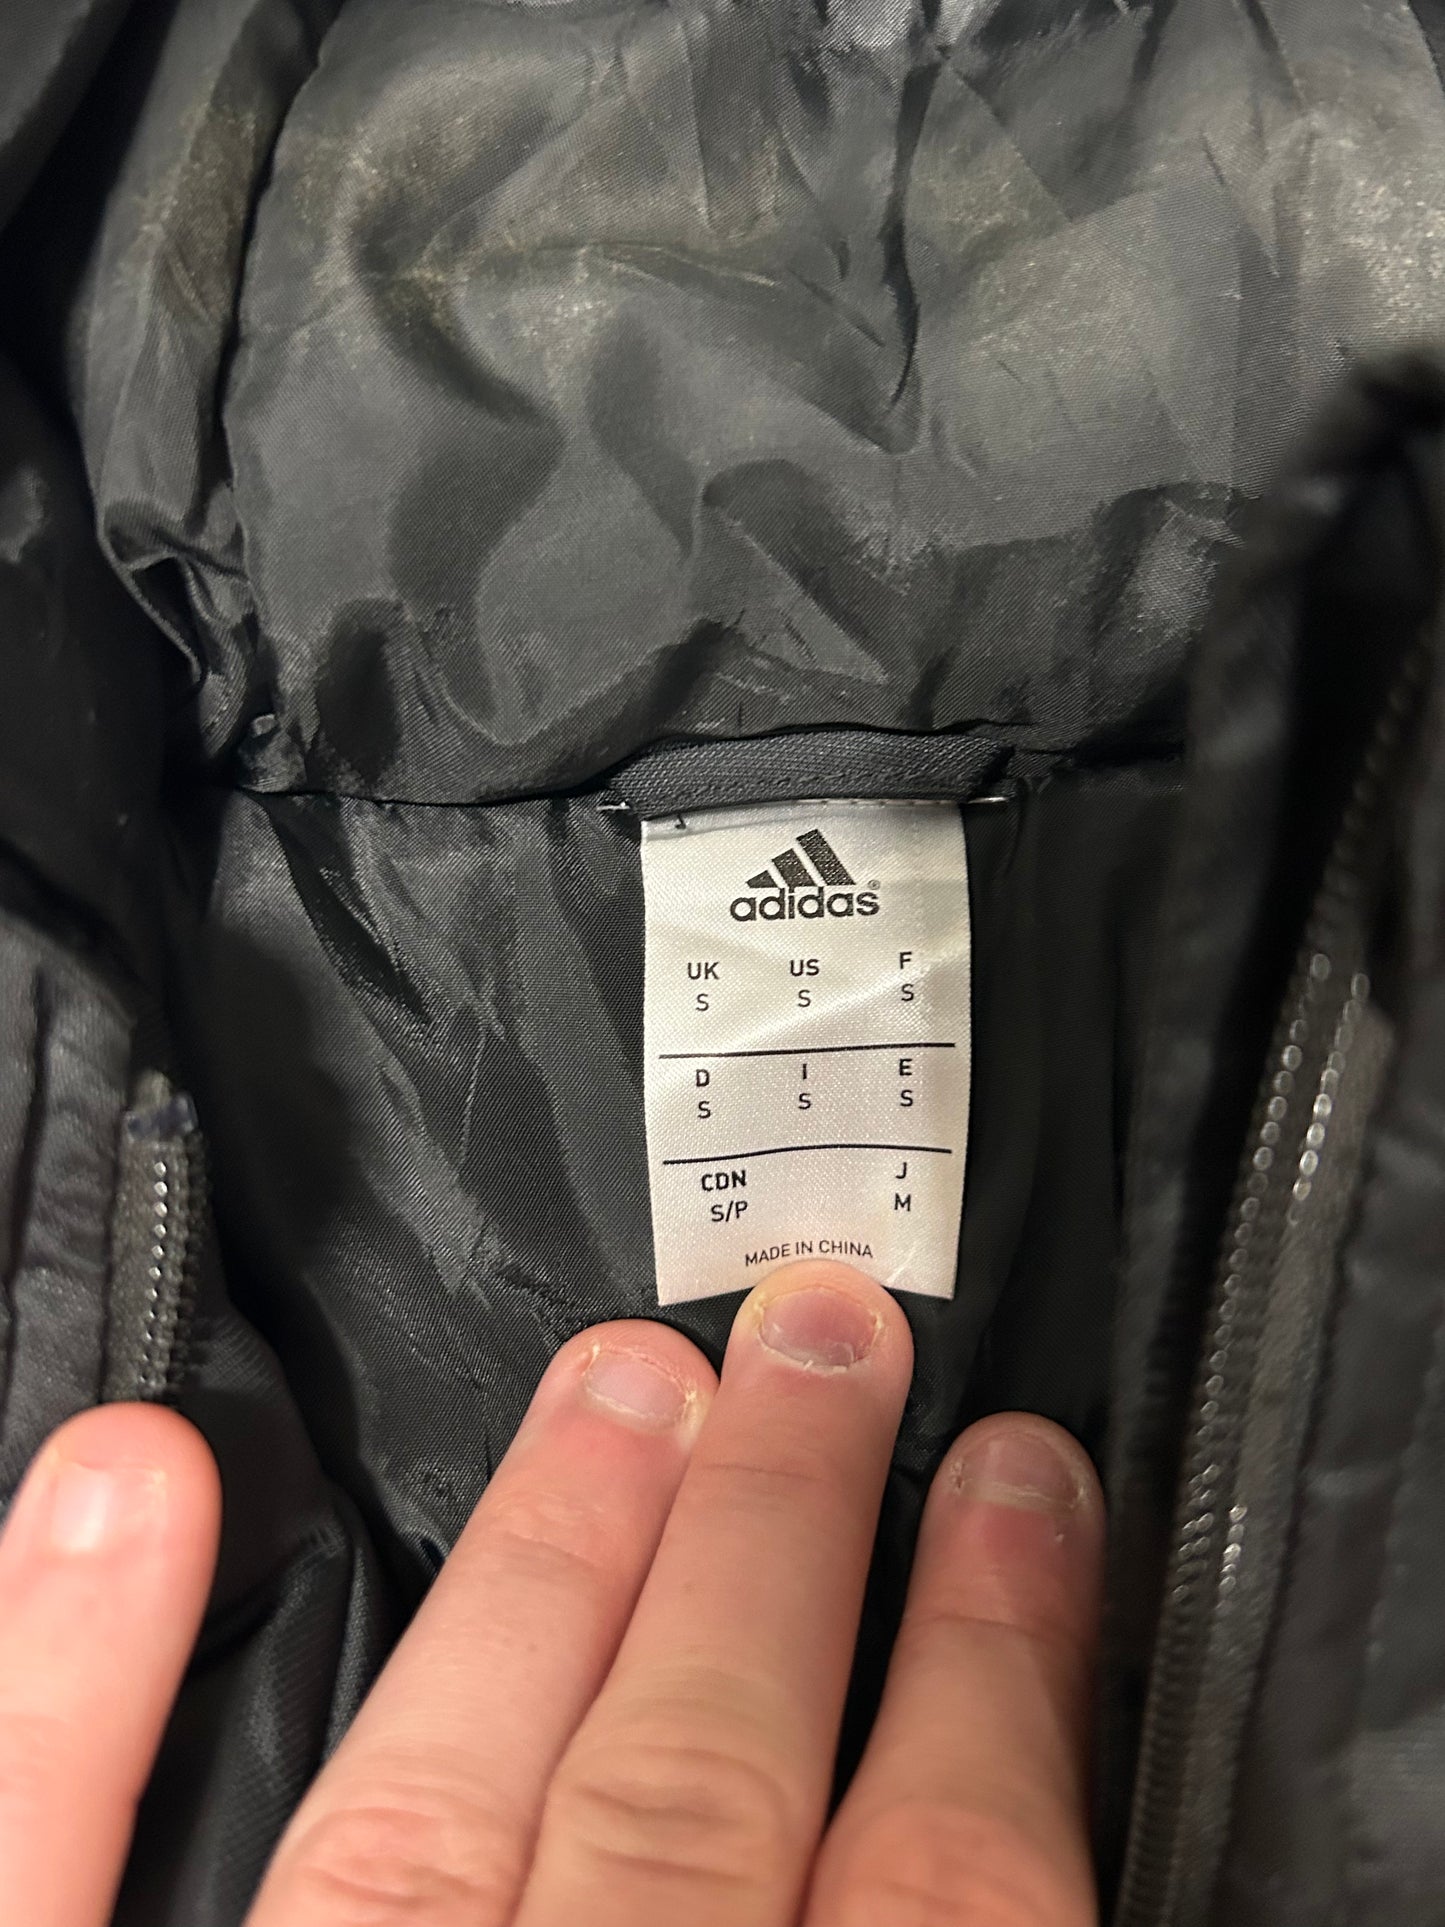 adidas®
UK US F
S S S
D I E
S S S
CDN J
S/P M
MADE IN CHINA